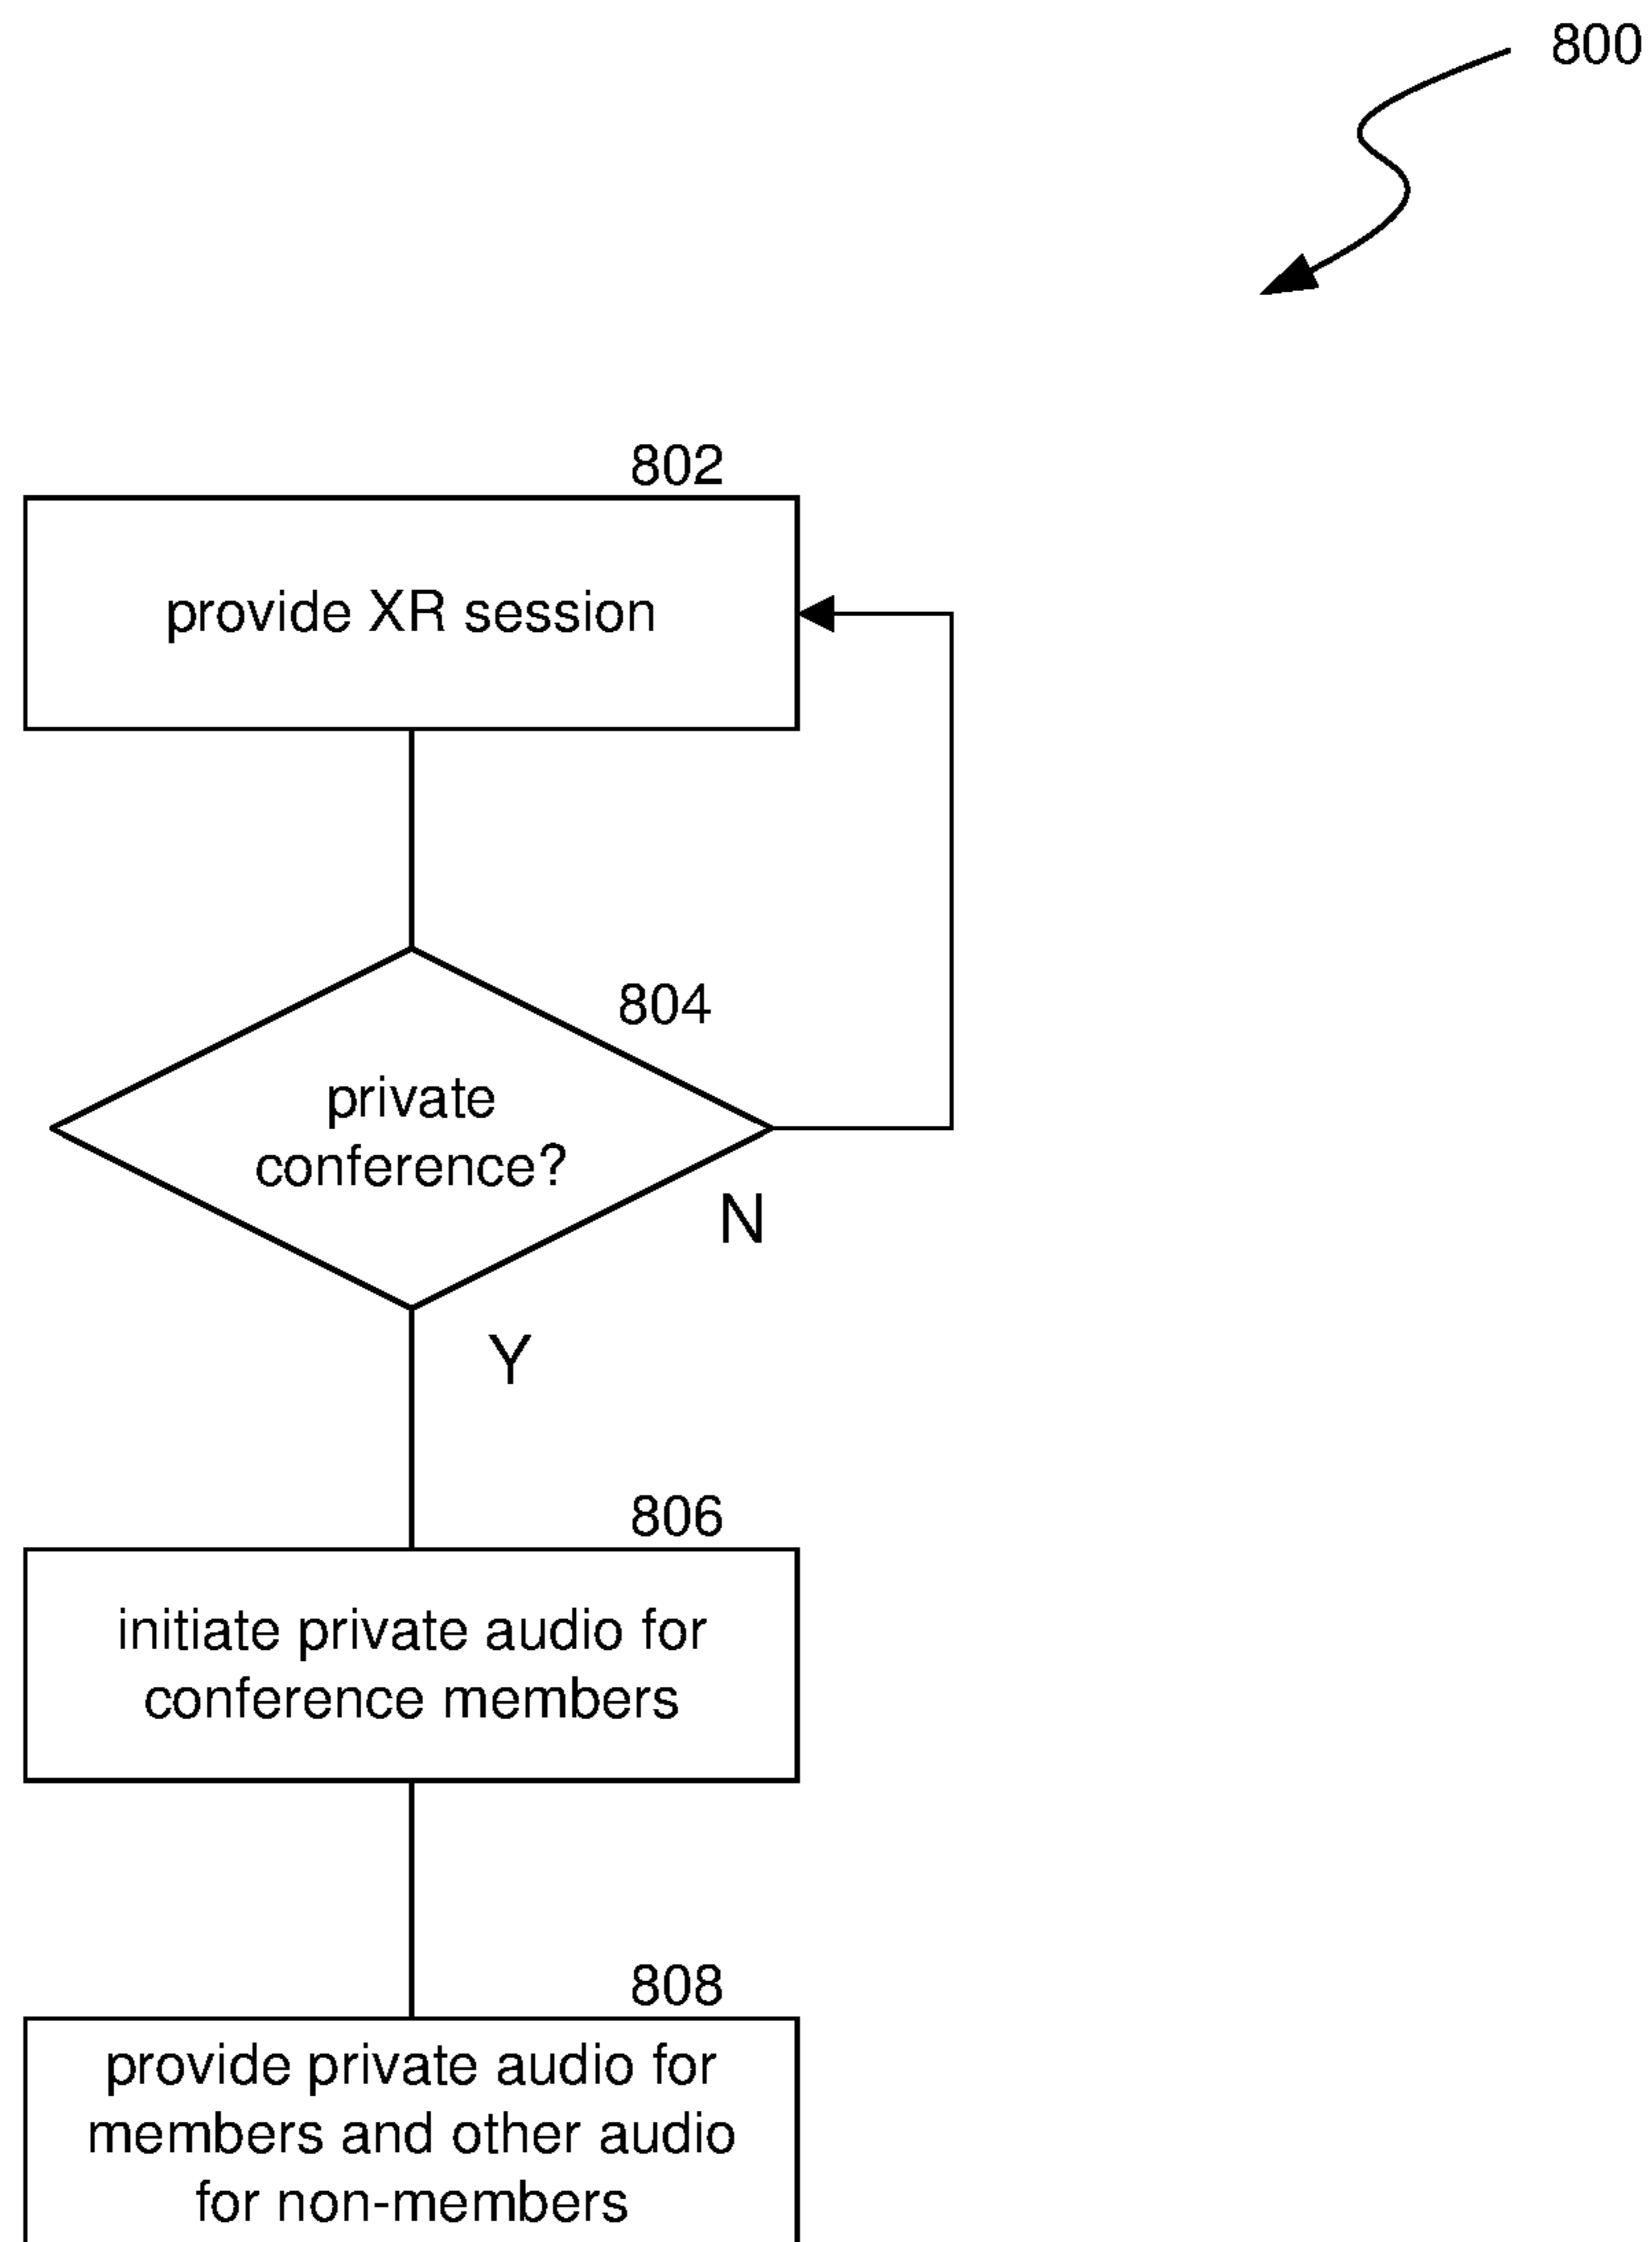 800
802
provide XR session
804
private
conference?
N
Y
806
initiate private audio for
conference members
808
provide private audio for
members and other audio
for non-members